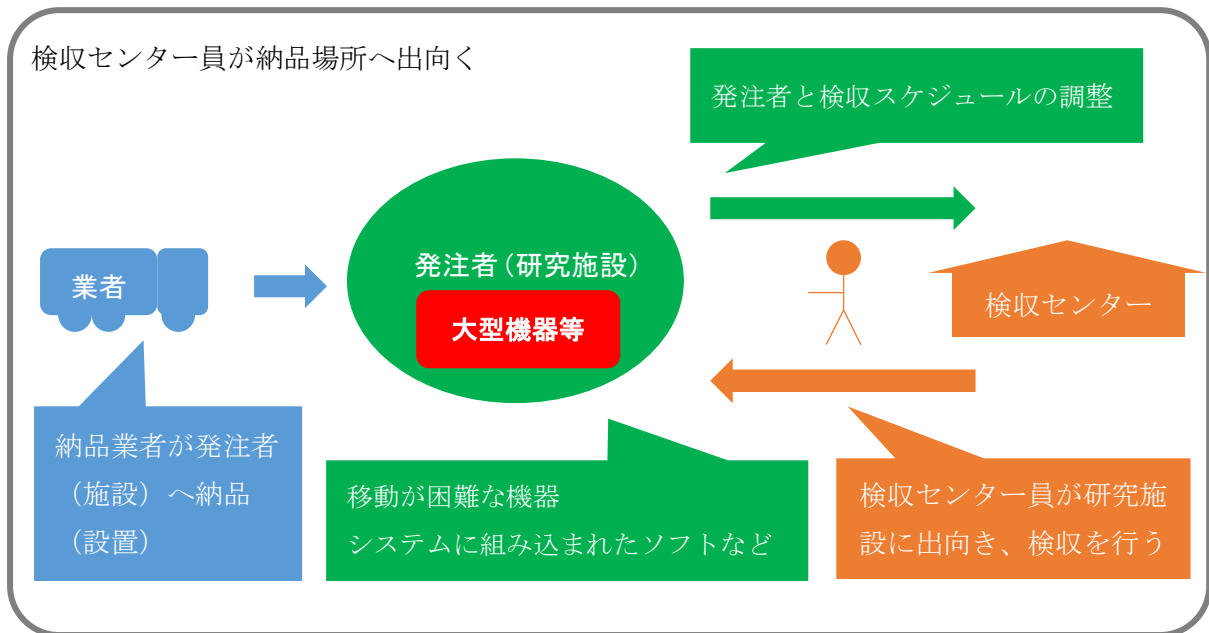 検収センター員が納品場所へ出向く
発注者と検収スケジュールの調整
業者
発注者（研究施設）
大型機器等
検収センター
納品業者が発注者
（施設）へ納品
（設置）
移動が困難な機器
システムに組み込まれたソフトなど
検収センター員が研究施
設に出向き、検収を行う